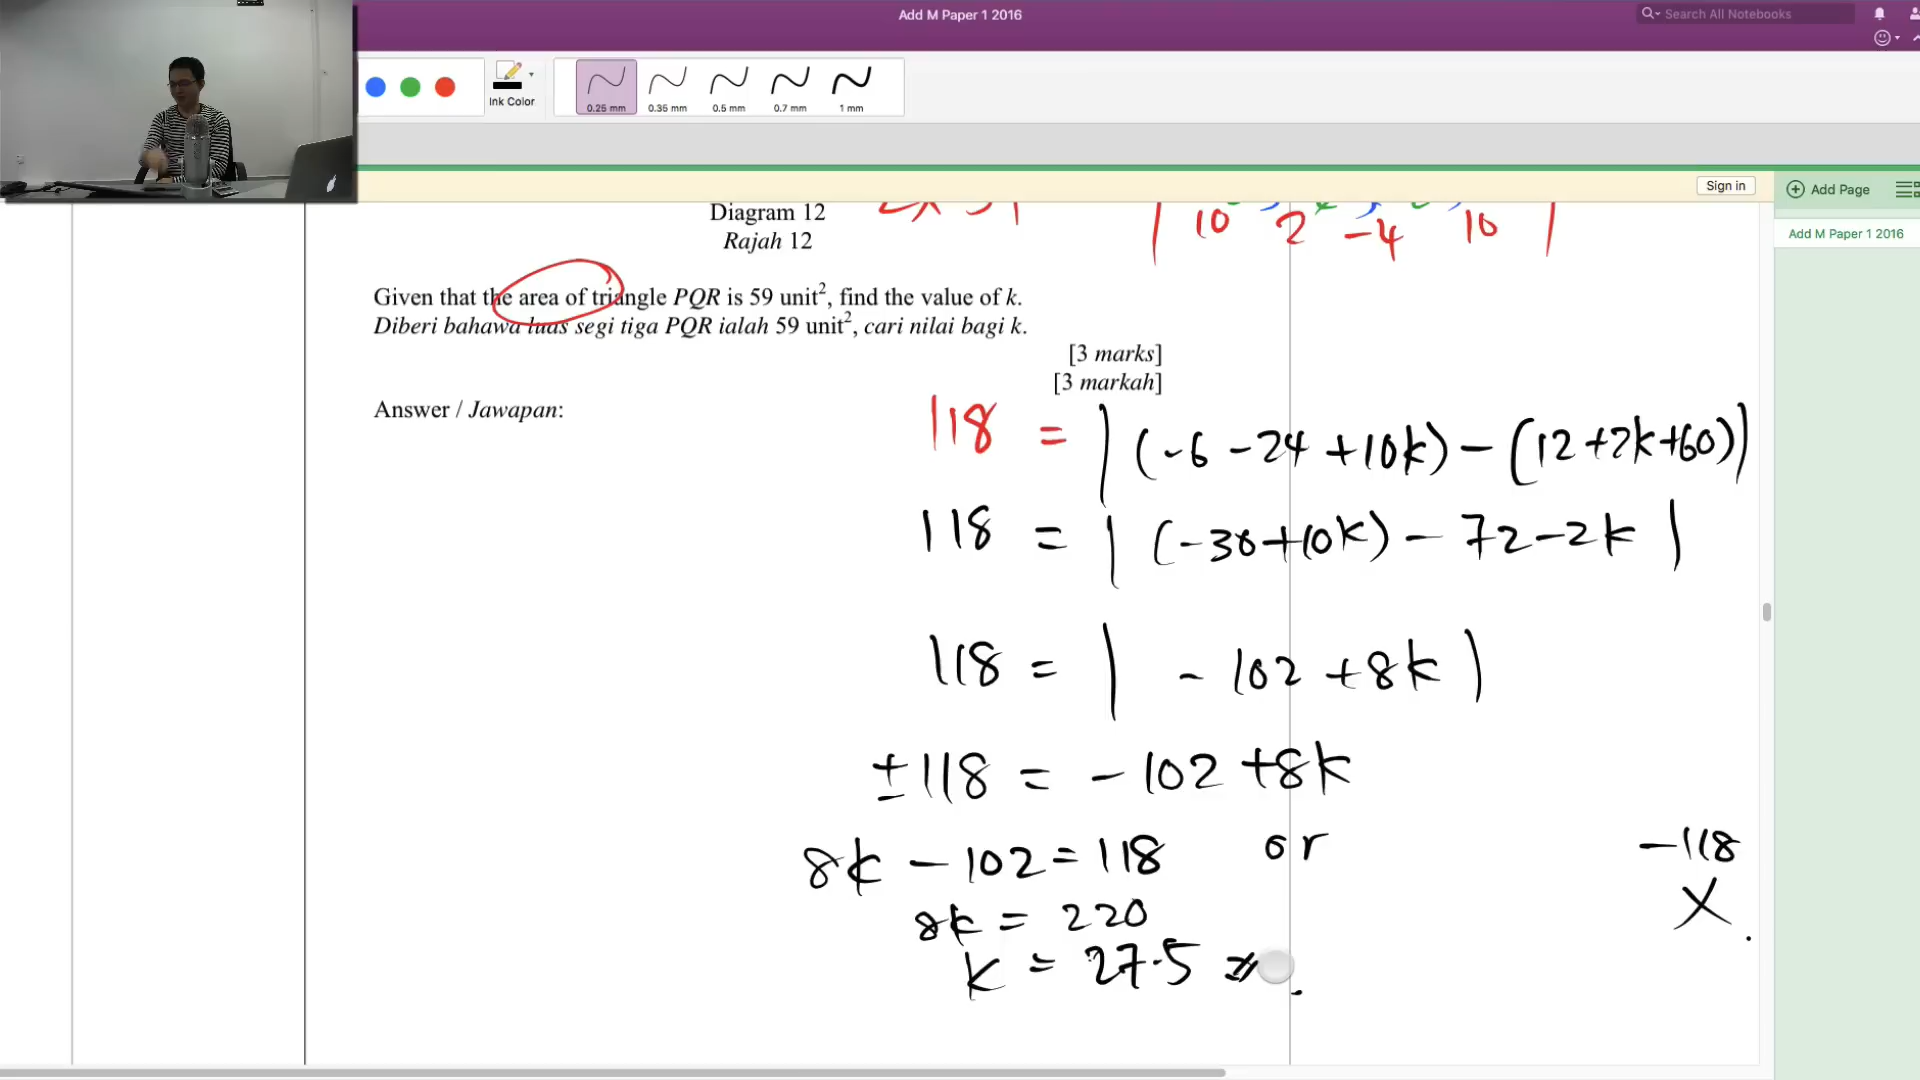 Add M Paper 1 2016
Search All Notebooks
Ink Color
0.25 mm 0.35 mm 0.5 mm 0.7 mm 1 mm
Sign in
Add Page
Add M Paper 1 2016
Diagram 12
Rajah 12
10 2 -4 10
Given that the area of triangle PQR is 59 unit², find the value of k.
Diberi bahawa luas segi tiga PQR ialah 59 unit², cari nilai bagi k.
[3 marks]
[3 markah]
Answer / Jawapan:
118 = |(-6 -24 +10k) - (12+2k+60)|
118 = |(-30+10k) - 72-2k|
118 = | -102 +8k |
±118 = -102 +8k
8k - 102 = 118 or -118
8k = 220 X
k = 27.5